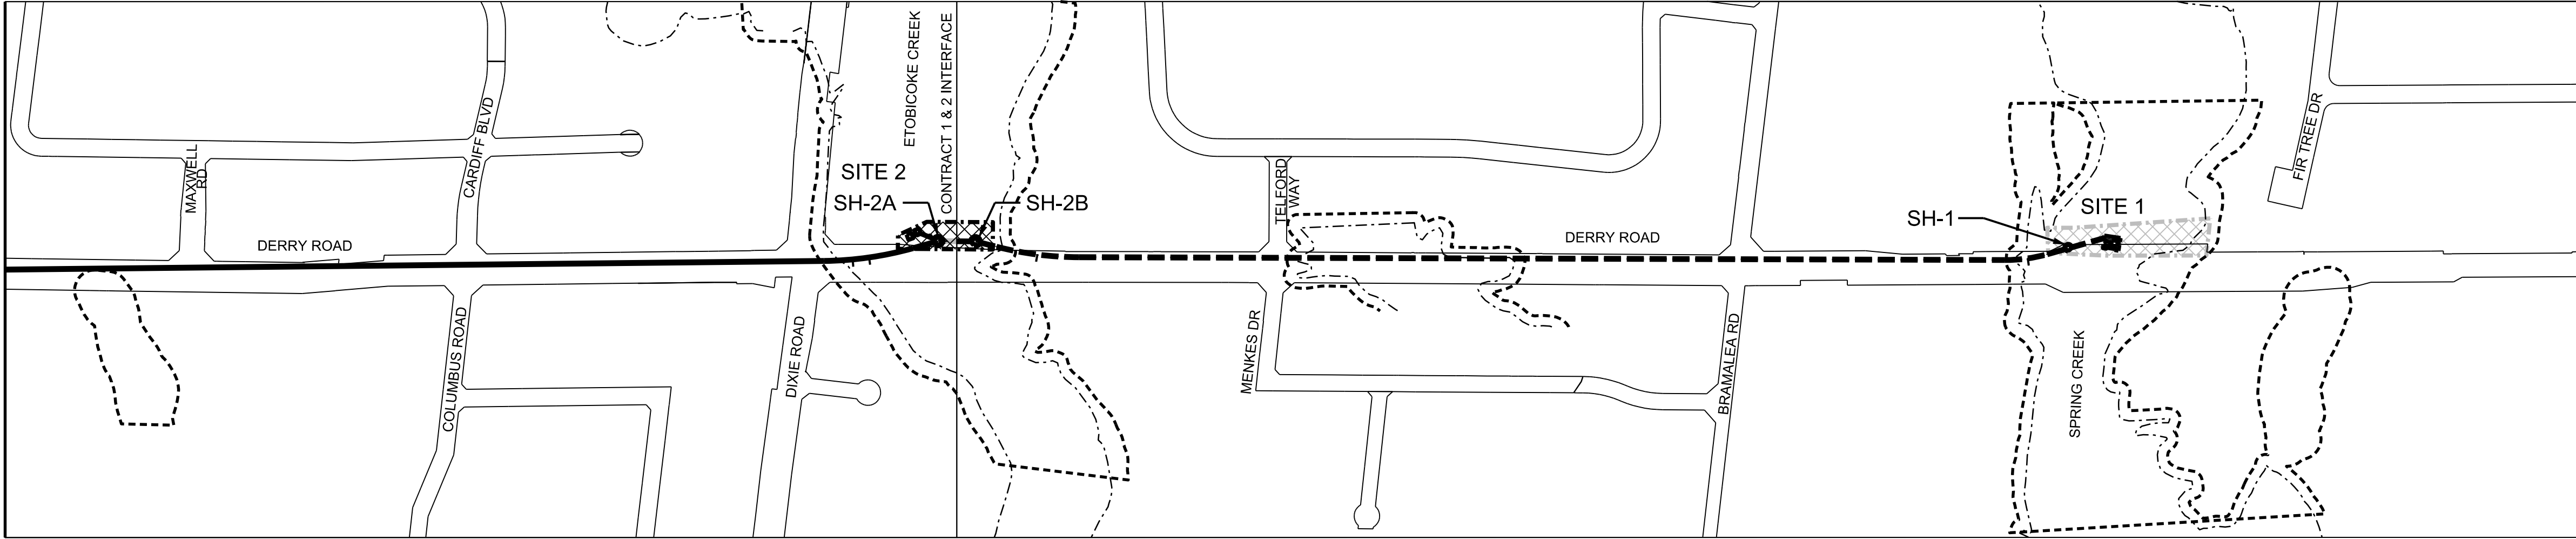 MAXWELL
RD
CARDIFF BLVD
DERRY ROAD
COLUMBUS ROAD
DIXIE ROAD
SITE 2
SH-2A
ETOBICOKE CREEK
CONTRACT 1 & 2 INTERFACE
SH-2B
TELFORD
WAY
MENKES DR
DERRY ROAD
BRAMALEA RD
SH-1
SITE 1
SPRING CREEK
FIR TREE DR